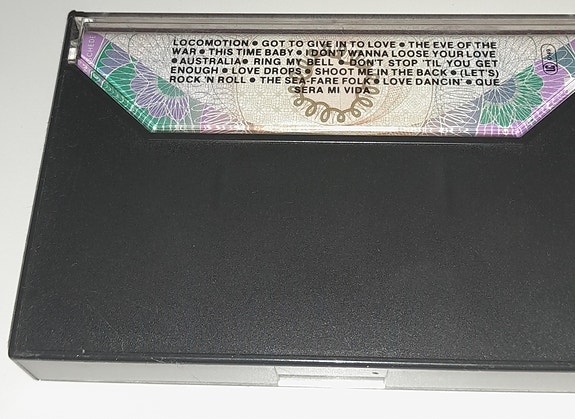 LOCOMOTION • GOT TO GIVE IN TO LOVE • THE EVE OF THE
WAR • THIS TIME BABY • I DON'T WANNA LOOSE YOUR LOVE
• AUSTRALIA • RING MY BELL • DON'T STOP 'TIL YOU GET
ENOUGH • LOVE DROPS • SHOOT ME IN THE BACK • (LET'S)
ROCK 'N ROLL • THE SEA-FARE FOLK • LOVE DANCIN' • QUE
SERA MI VIDA